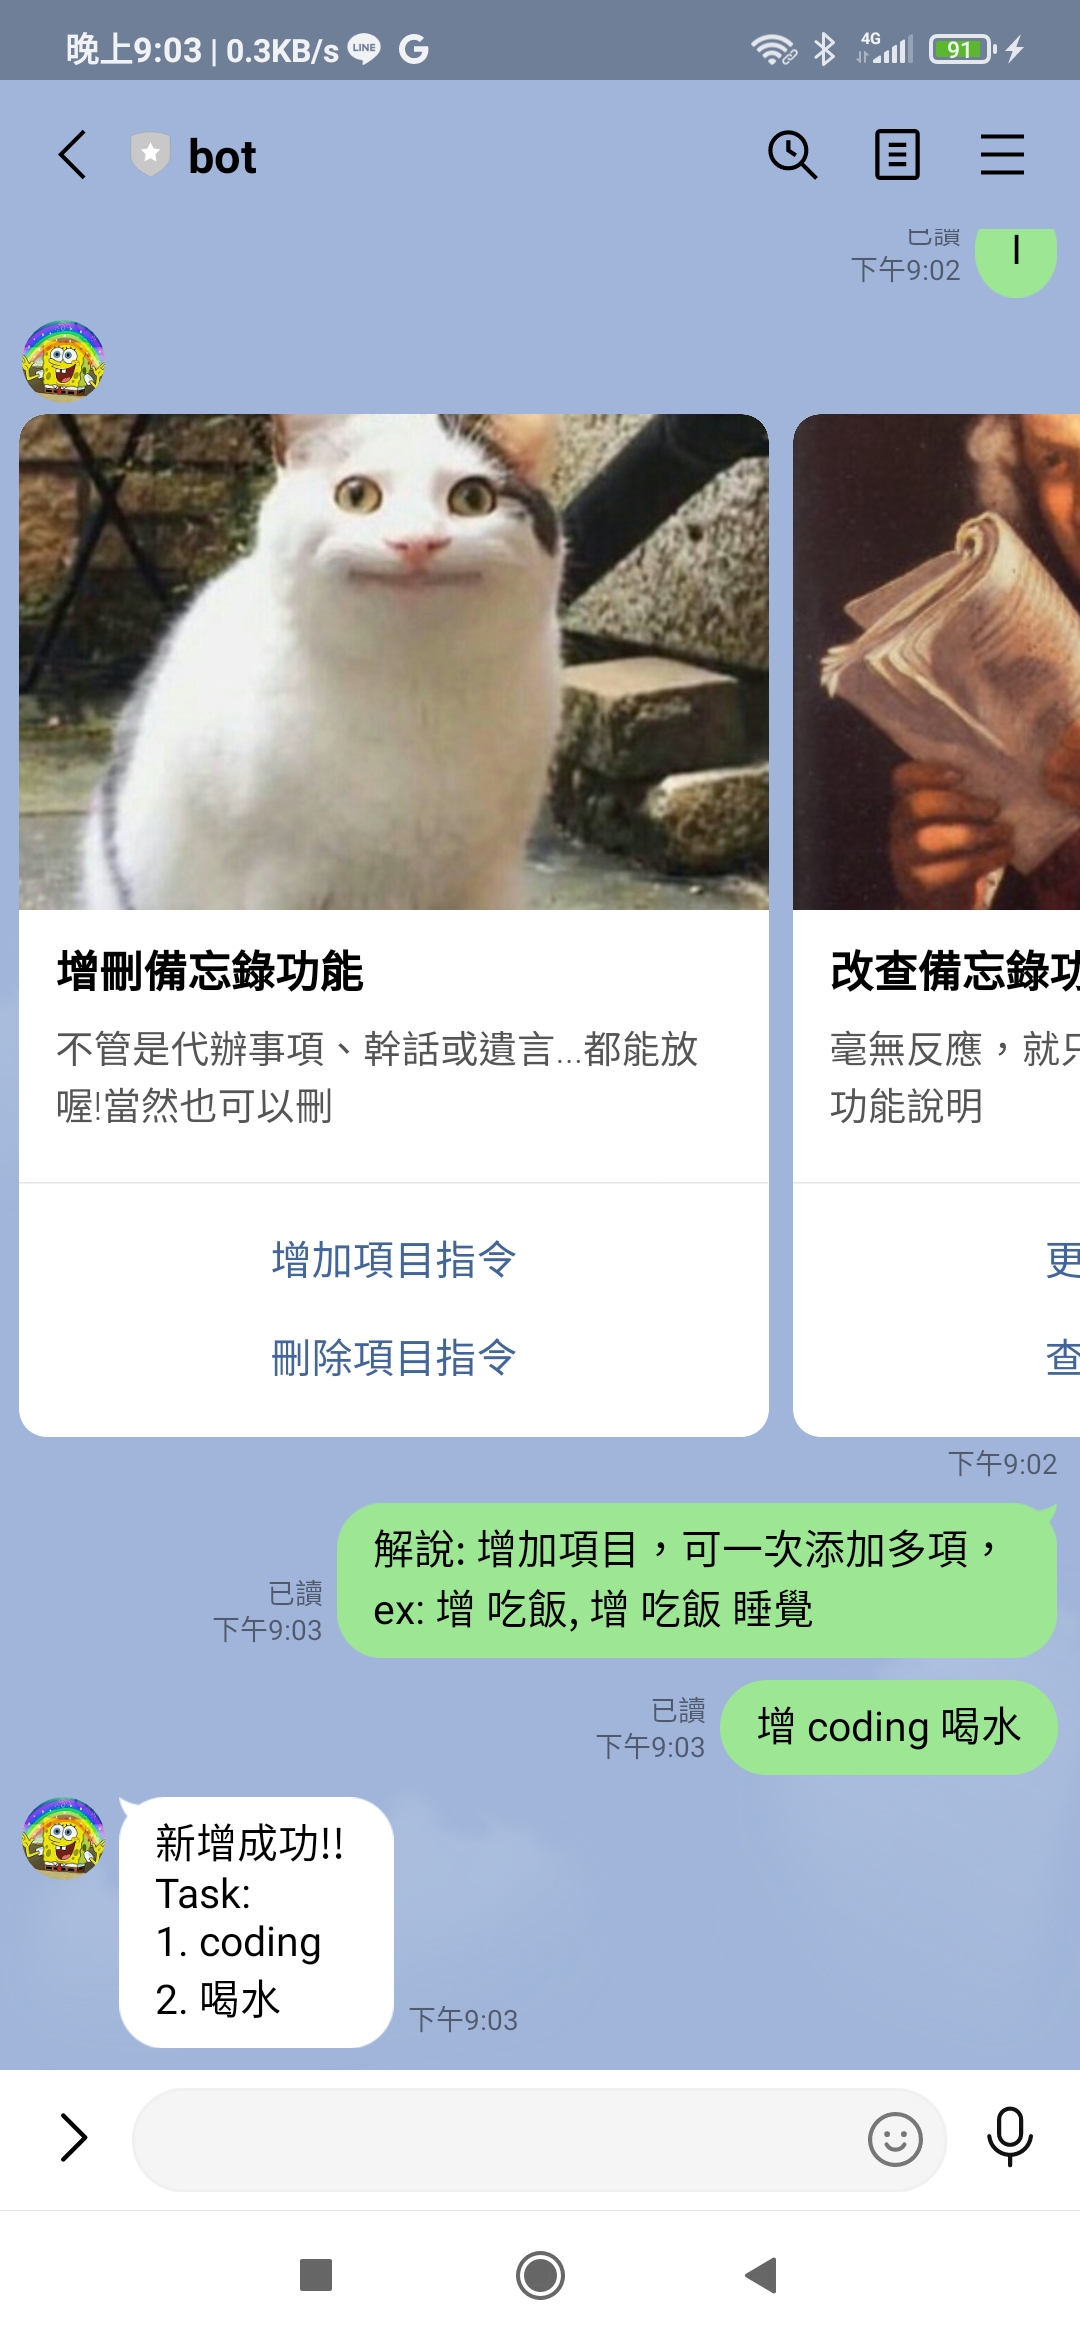 晚上9:03 | 0.3KB/s LINE G
4G 91
bot
已讀
下午9:02
增刪備忘錄功能
不管是代辦事項、幹話或遺言...都能放
喔!當然也可以刪
增加項目指令
刪除項目指令
改查備忘錄功
毫無反應，就只
功能說明
更
查
下午9:02
解說: 增加項目，可一次添加多項，
ex: 增 吃飯, 增 吃飯 睡覺
已讀
下午9:03
增 coding 喝水
已讀
下午9:03
新增成功!!
Task:
1. coding
2. 喝水
下午9:03